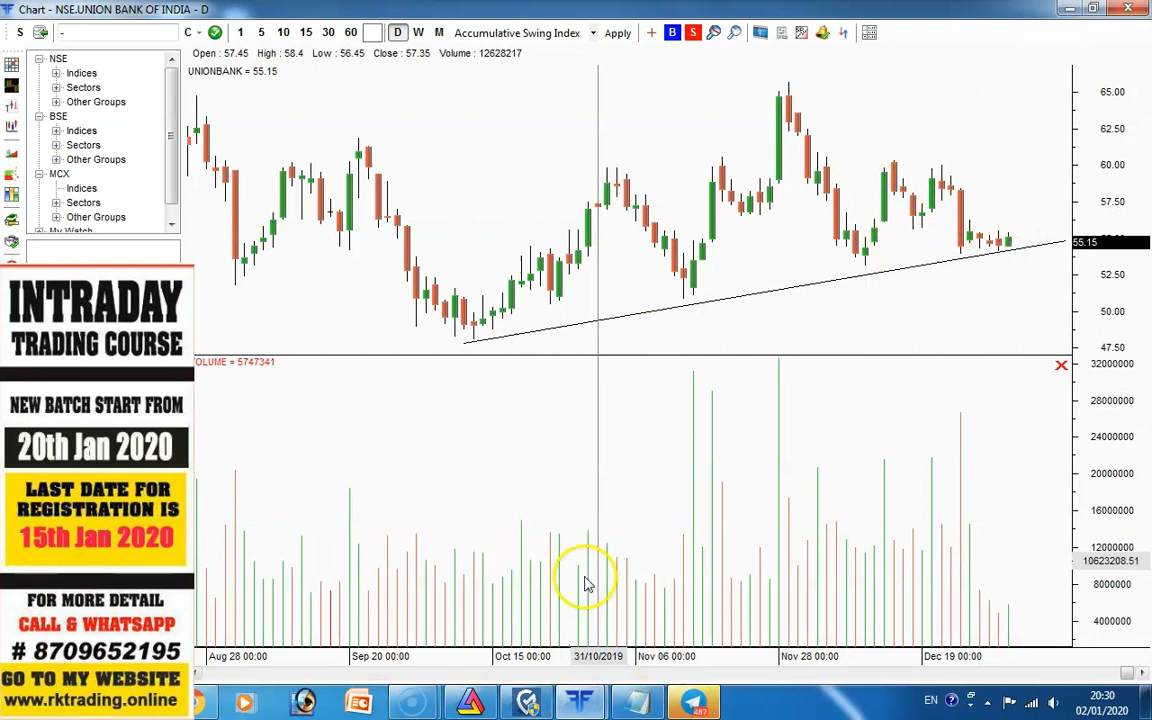 Chart - NSE.UNION BANK OF INDIA - D
S - C 1 5 10 15 30 60 D W M Accumulative Swing Index Apply B S
NSE
Indices
Sectors
Other Groups
BSE
Indices
Sectors
Other Groups
MCX
Indices
Sectors
Other Groups
Open : 57.45 High : 58.4 Low : 56.45 Close : 57.35 Volume : 12628217
UNIONBANK = 55.15
65.00
62.50
60.00
57.50
55.15
52.50
50.00
47.50
OLUME = 5747341
32000000
28000000
24000000
20000000
16000000
12000000
10623208.51
8000000
4000000
Aug 28 00:00 Sep 20 00:00 Oct 15 00:00 31/10/2019 Nov 06 00:00 Nov 28 00:00 Dec 19 00:00
INTRADAY
TRADING COURSE
NEW BATCH START FROM
20th Jan 2020
LAST DATE FOR
REGISTRATION IS
15th Jan 2020
FOR MORE DETAIL
CALL & WHATSAPP
# 8709652195
GO TO MY WEBSITE
www.rktrading.online
487
EN
20:30
02/01/2020